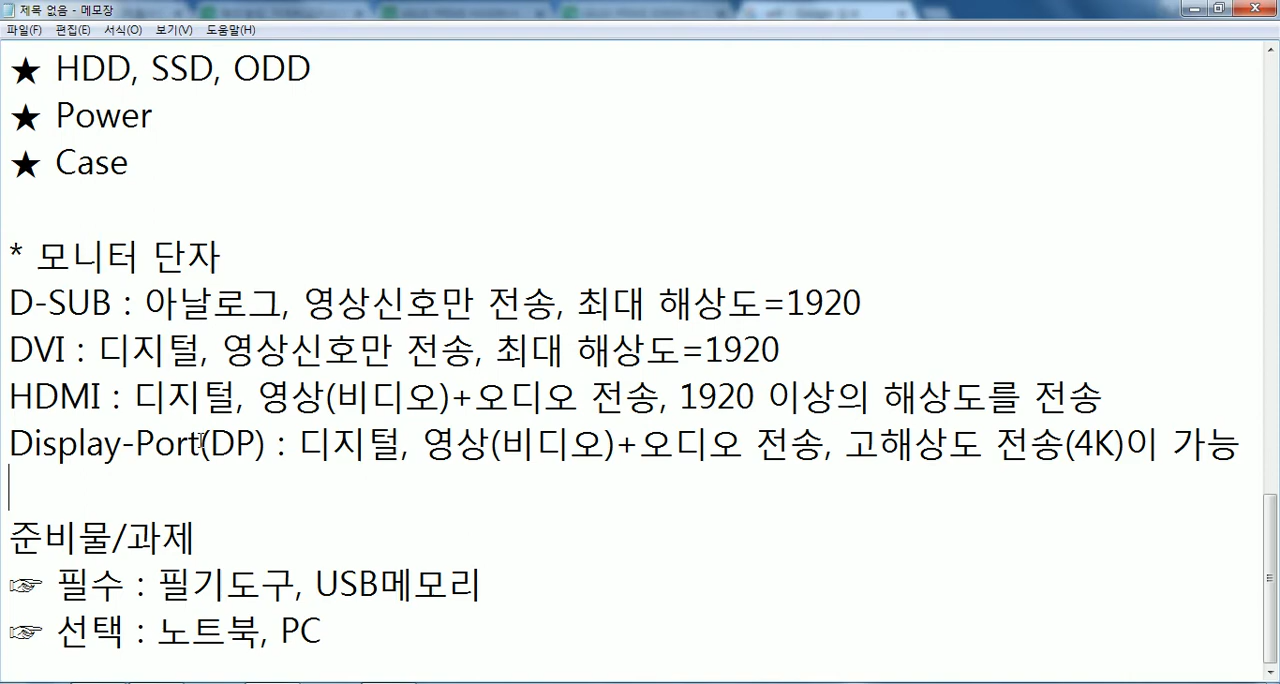 제목 없음 - 메모장
파일(F) 편집(E) 서식(O) 보기(V) 도움말(H)
★ HDD, SSD, ODD
★ Power
★ Case
* 모니터 단자
D-SUB : 아날로그, 영상신호만 전송, 최대 해상도=1920
DVI : 디지털, 영상신호만 전송, 최대 해상도=1920
HDMI : 디지털, 영상(비디오)+오디오 전송, 1920 이상의 해상도를 전송
Display-Port(DP) : 디지털, 영상(비디오)+오디오 전송, 고해상도 전송(4K)이 가능
준비물/과제
☞ 필수 : 필기도구, USB메모리
☞ 선택 : 노트북, PC